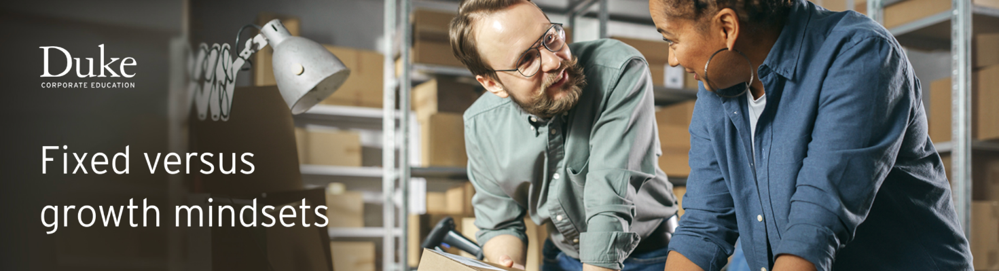 Duke
CORPORATE EDUCATION
Fixed versus
growth mindsets